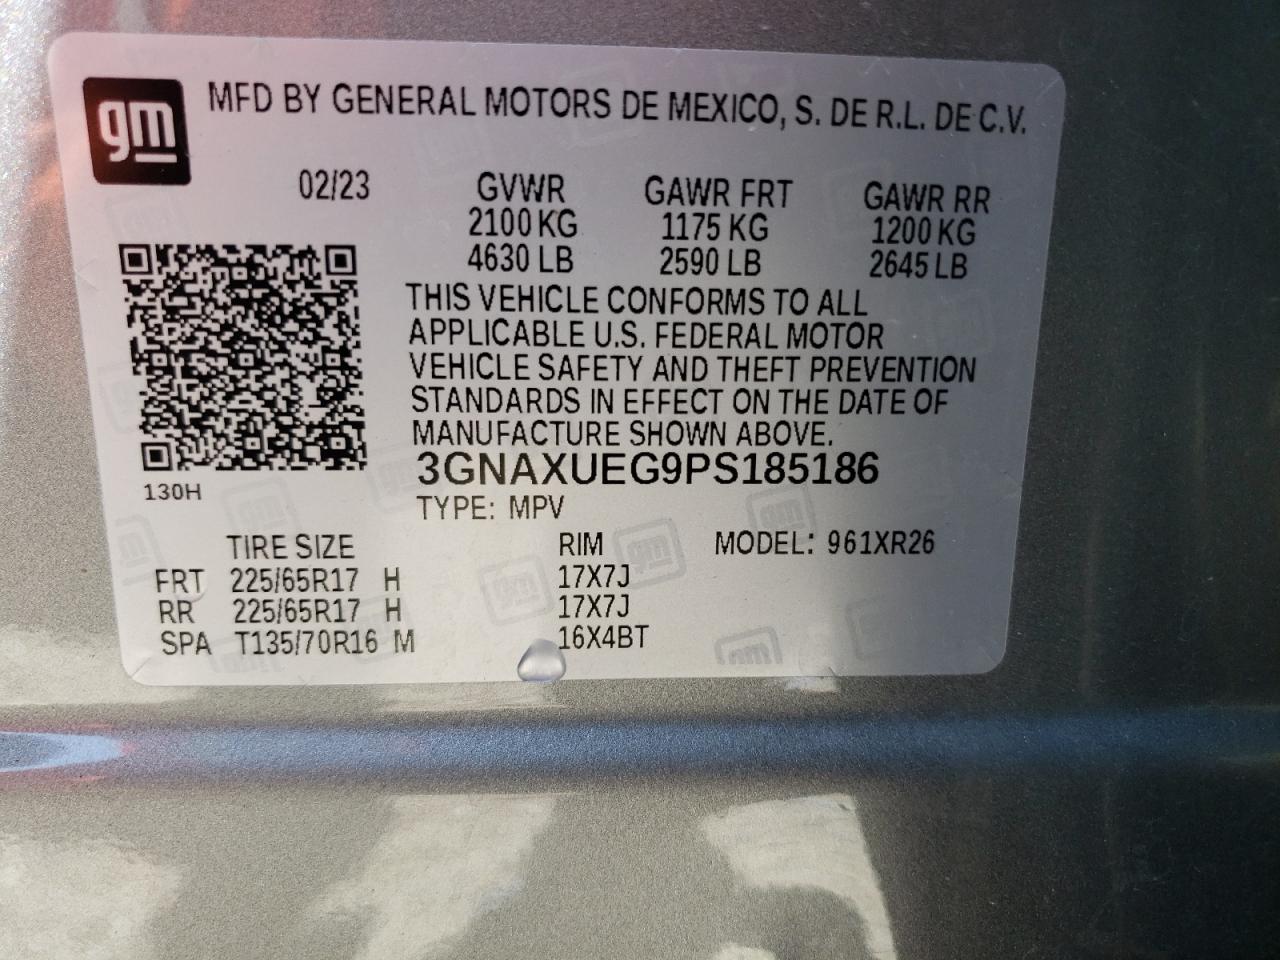 gm
MFD BY GENERAL MOTORS DE MEXICO, S. DE R.L. DE C.V.
02/23 GVWR GAWR FRT GAWR RR
2100 KG 1175 KG 1200 KG
4630 LB 2590 LB 2645 LB
THIS VEHICLE CONFORMS TO ALL
APPLICABLE U.S. FEDERAL MOTOR
VEHICLE SAFETY AND THEFT PREVENTION
STANDARDS IN EFFECT ON THE DATE OF
MANUFACTURE SHOWN ABOVE.
3GNAXUEG9PS185186
130H
TYPE: MPV
TIRE SIZE RIM MODEL: 961XR26
FRT 225/65R17 H 17X7J
RR 225/65R17 H 17X7J
SPA T135/70R16 M 16X4BT